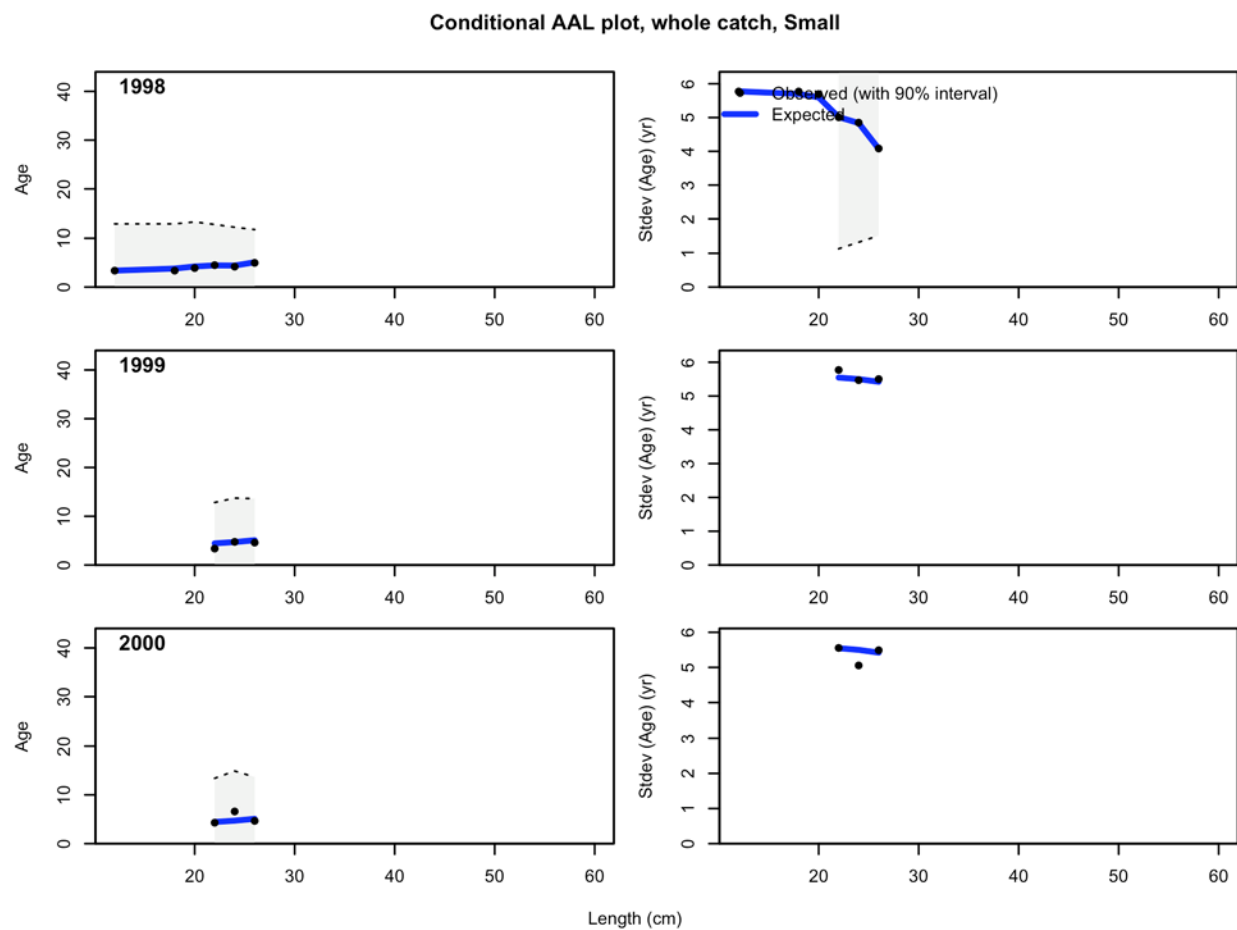 Conditional AAL plot, whole catch, Small
1998
Age
0 10 20 30 40
20 30 40 50 60
Stdev (Age) (yr)
0 1 2 3 4 5 6
Observed (with 90% interval)
Expected
20 30 40 50 60
1999
Age
0 10 20 30 40
20 30 40 50 60
Stdev (Age) (yr)
0 1 2 3 4 5 6
20 30 40 50 60
2000
Age
0 10 20 30 40
20 30 40 50 60
Stdev (Age) (yr)
0 1 2 3 4 5 6
20 30 40 50 60
Length (cm)